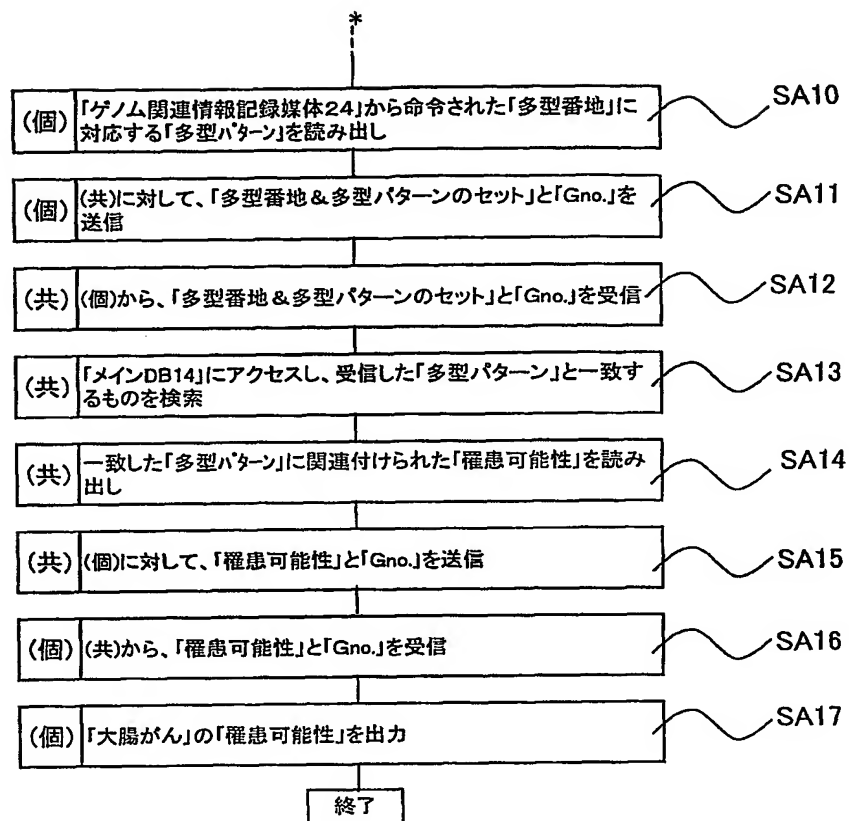 *
(個) 「ゲノム関連情報記録媒体24」から命令された「多型番地」に
対応する「多型パターン」を読み出し
SA10
(個) (共)に対して、「多型番地&多型パターンのセット」と「Gno.」を
送信
SA11
(共) (個)から、「多型番地&多型パターンのセット」と「Gno.」を受信
SA12
(共) 「メインDB14」にアクセスし、受信した「多型パターン」と一致す
るものを検索
SA13
(共) 一致した「多型パターン」に関連付けられた「罹患可能性」を読み
出し
SA14
(共) (個)に対して、「罹患可能性」と「Gno.」を送信
SA15
(個) (共)から、「罹患可能性」と「Gno.」を受信
SA16
(個) 「大腸がん」の「罹患可能性」を出力
SA17
終了